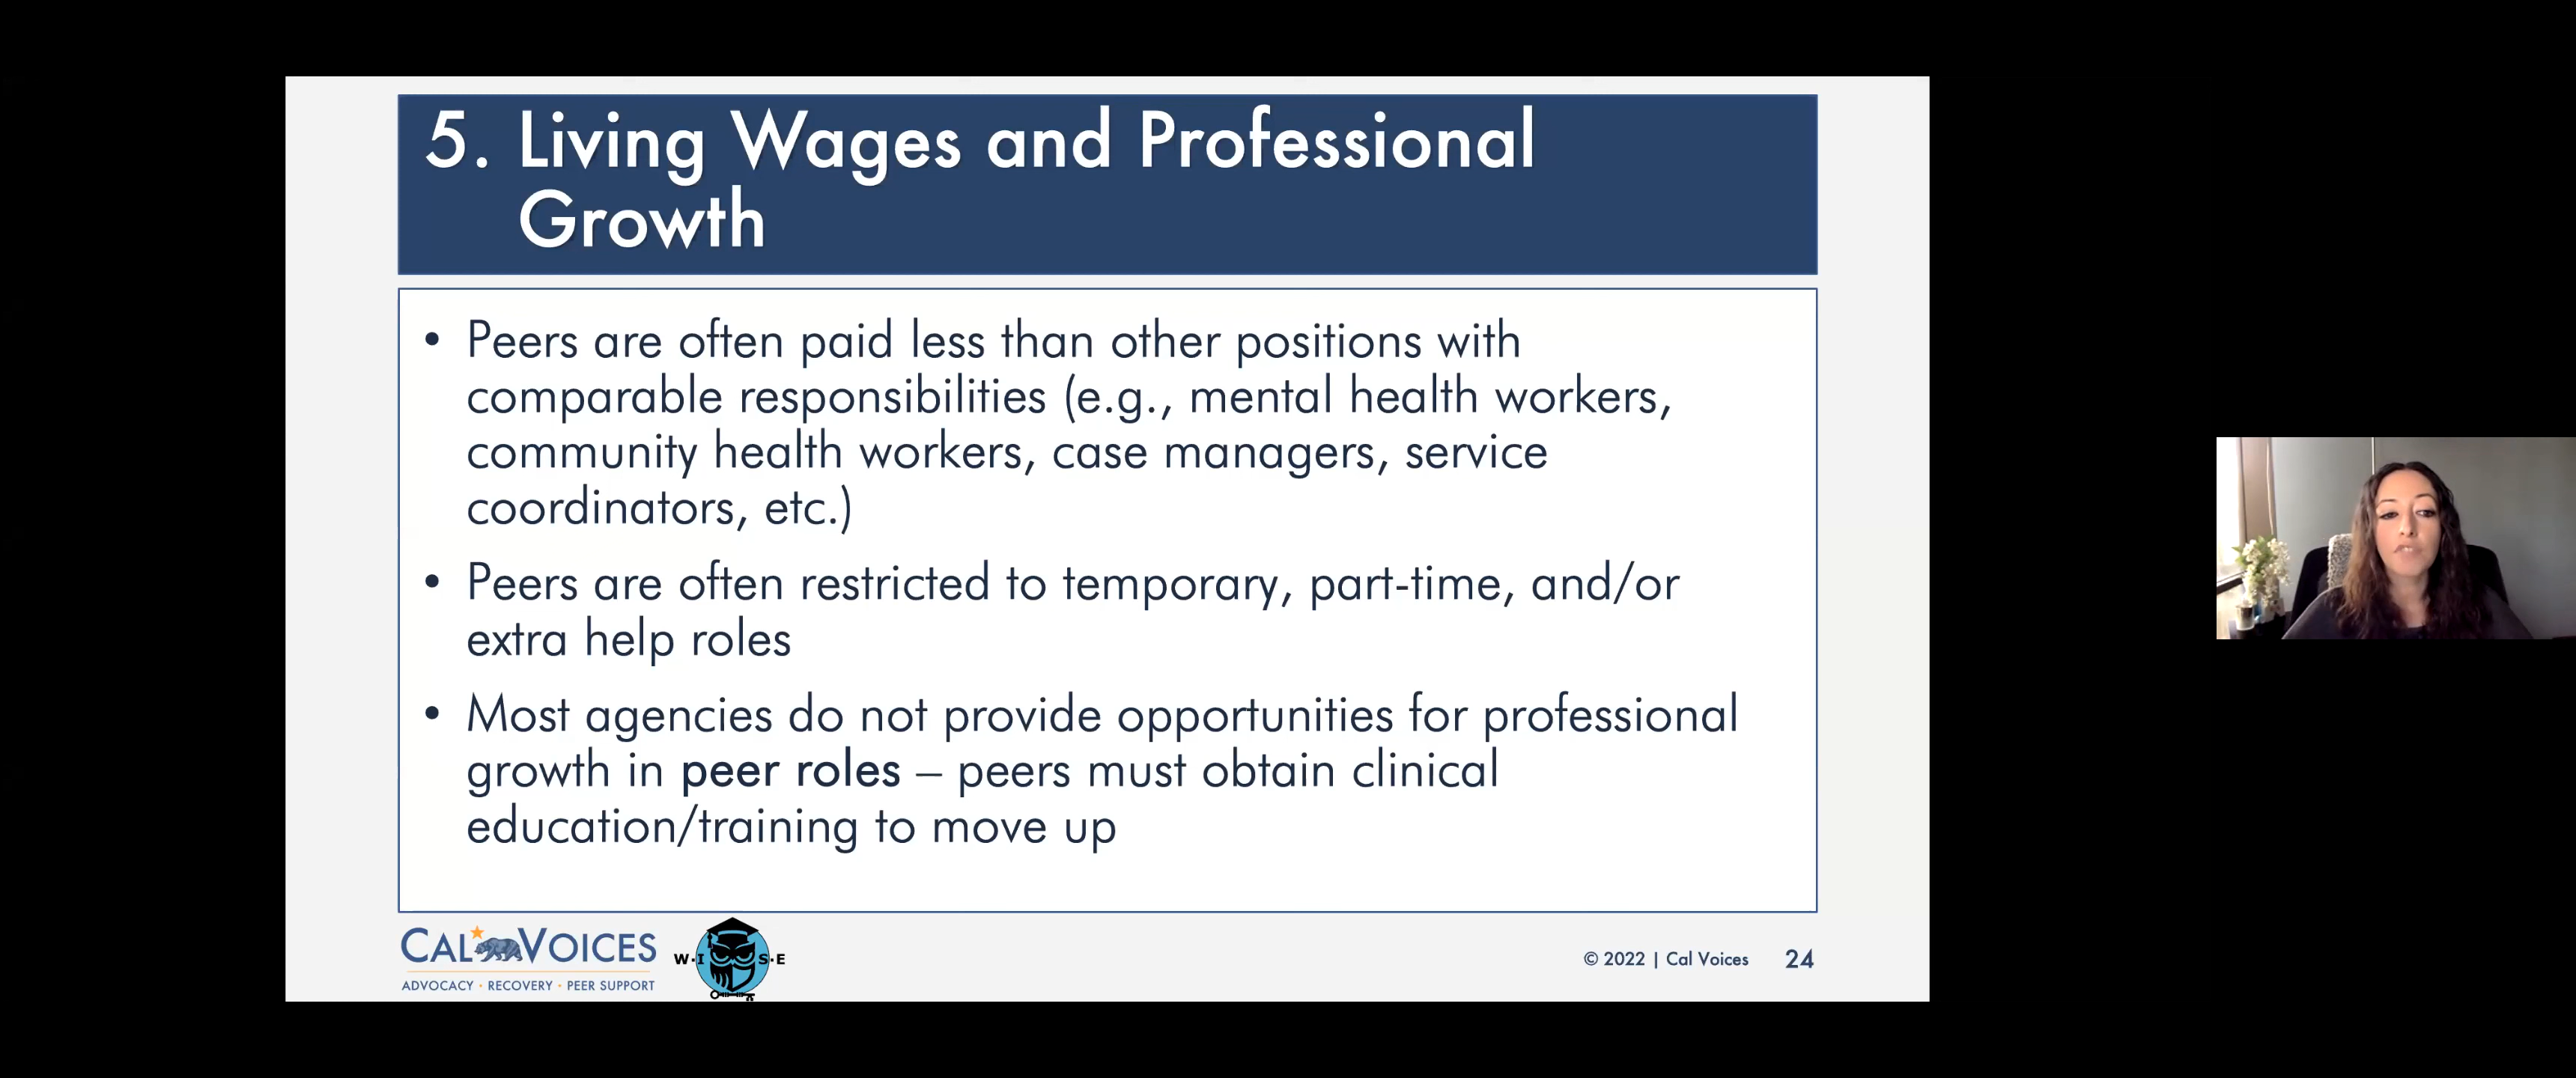 5. Living Wages and Professional
Growth
• Peers are often paid less than other positions with
comparable responsibilities (e.g., mental health workers,
community health workers, case managers, service
coordinators, etc.)
• Peers are often restricted to temporary, part-time, and/or
extra help roles
• Most agencies do not provide opportunities for professional
growth in peer roles – peers must obtain clinical
education/training to move up
CAL VOICES
ADVOCACY · RECOVERY · PEER SUPPORT
W·I S·E
© 2022 | Cal Voices 24